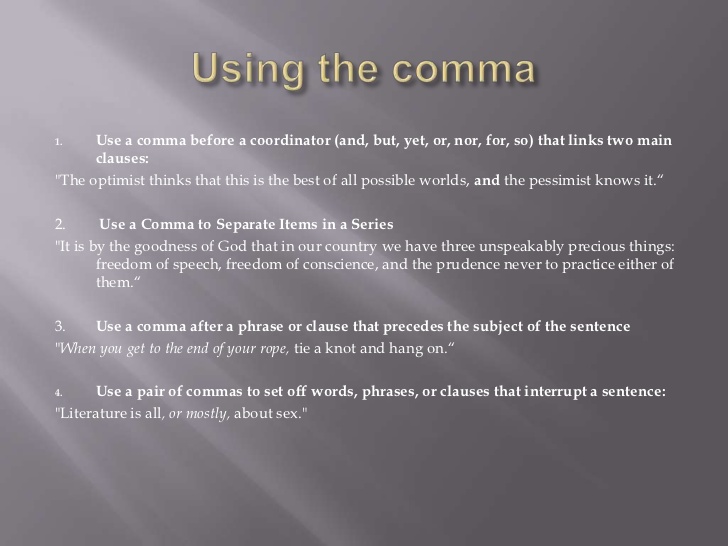 Using the comma
1. Use a comma before a coordinator (and, but, yet, or, nor, for, so) that links two main
clauses:
"The optimist thinks that this is the best of all possible worlds, and the pessimist knows it.“
2. Use a Comma to Separate Items in a Series
"It is by the goodness of God that in our country we have three unspeakably precious things:
freedom of speech, freedom of conscience, and the prudence never to practice either of
them.“
3. Use a comma after a phrase or clause that precedes the subject of the sentence
"When you get to the end of your rope, tie a knot and hang on.“
4. Use a pair of commas to set off words, phrases, or clauses that interrupt a sentence:
"Literature is all, or mostly, about sex."